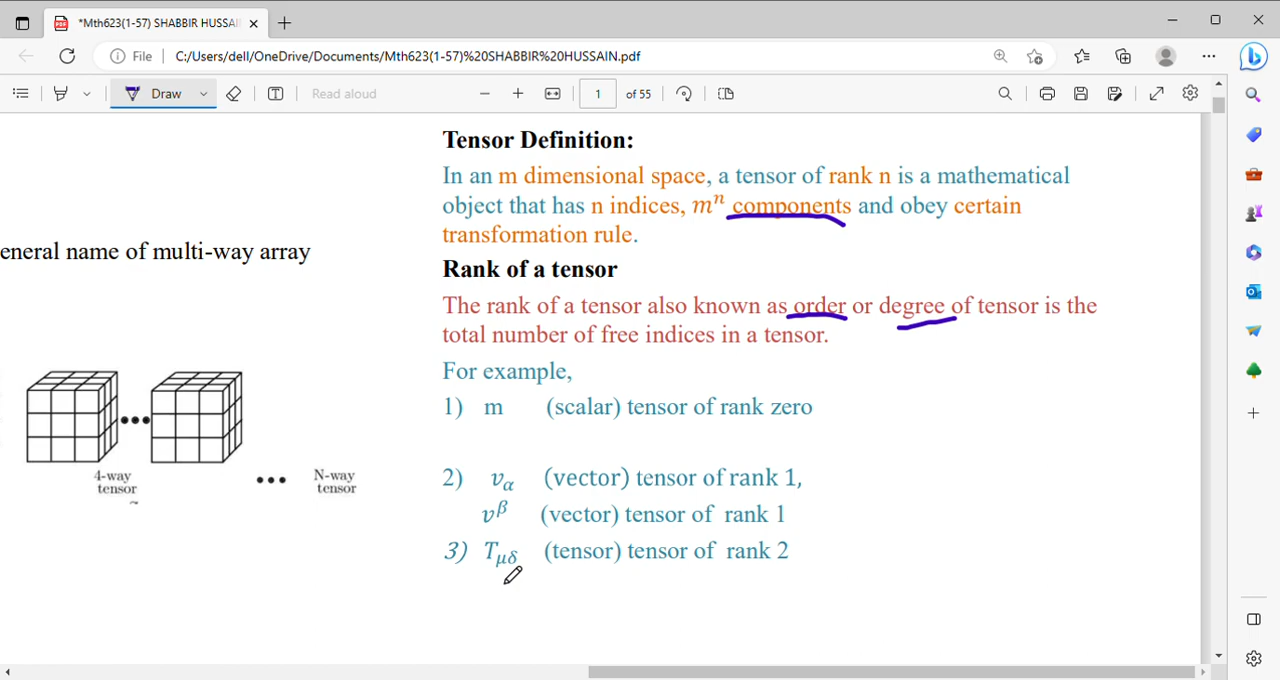 *Mth623(1-57) SHABBIR HUSSAI
File
C:/Users/dell/OneDrive/Documents/Mth623(1-57)%20SHABBIR%20HUSSAIN.pdf
Draw
Read aloud
1 of 55
Tensor Definition:
In an m dimensional space, a tensor of rank n is a mathematical
object that has n indices, mⁿ components and obey certain
transformation rule.
eneral name of multi-way array
Rank of a tensor
The rank of a tensor also known as order or degree of tensor is the
total number of free indices in a tensor.
For example,
1) m (scalar) tensor of rank zero
4-way
tensor
N-way
tensor
2) v_α (vector) tensor of rank 1,
v^β (vector) tensor of rank 1
3) T_μδ (tensor) tensor of rank 2